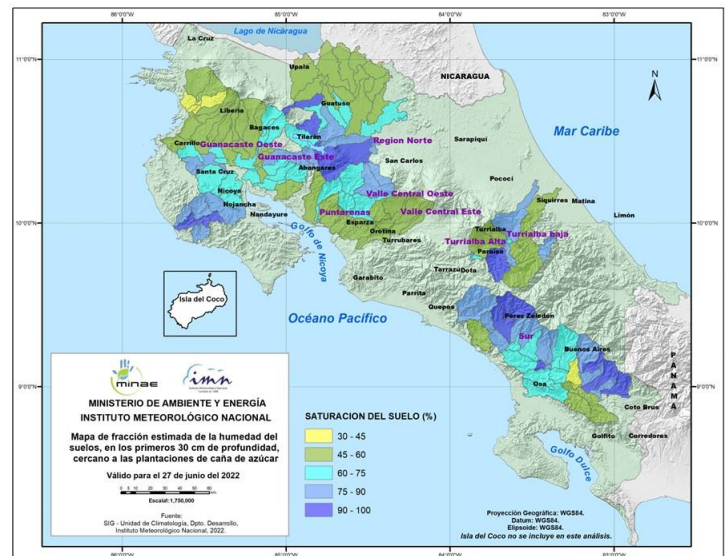 Lago de Nicaragua
La Cruz
11°0'0"N
11°0'0"N
Upala
NICARAGUA
N
Guatuso
Liberia
Mar Caribe
Bagaces
Tilarán
Carrillo
Guanacaste Oeste
Region Norte
Sarapiquí
Guanacaste Este
San Carlos
Abangares
Santa Cruz
Pococí
Nicoya
Valle Central Oeste
Siquirres
Matina
Hojancha
Nandayure
Puntarenas
Valle Central Este
Limón
10°0'0"N
10°0'0"N
Esparza
Orotina
Turrialba
Turrialba baja
Golfo de Nicoya
Turrubares
Turrialba Alta
Paraíso
Tarrazú
Dota
Garabito
Isla del Coco
Parrita
Quepos
Océano Pacífico
Pérez Zeledón
Sur
Buenos Aires
PANAMA
9°0'0"N
9°0'0"N
Osa
Coto Brus
Golfito
Corredores
Golfo Dulce
minae
imn
MINISTERIO DE AMBIENTE Y ENERGÍA
INSTITUTO METEOROLÓGICO NACIONAL
Mapa de fracción estimada de la humedad del
suelos, en los primeros 30 cm de profundidad,
cercano a las plantaciones de caña de azúcar
Válido para el 27 de junio del 2022
Escala1:1,750,000
Fuente:
SIG - Unidad de Climatología, Dpto. Desarrollo,
Instituto Meteorológico Nacional, 2022.
SATURACION DEL SUELO (%)
30 - 45
45 - 60
60 - 75
75 - 90
90 - 100
Proyección Geográfica: WGS84.
Datum: WGS84.
Elipsoide: WGS84.
Isla del Coco no se incluye en este análisis.